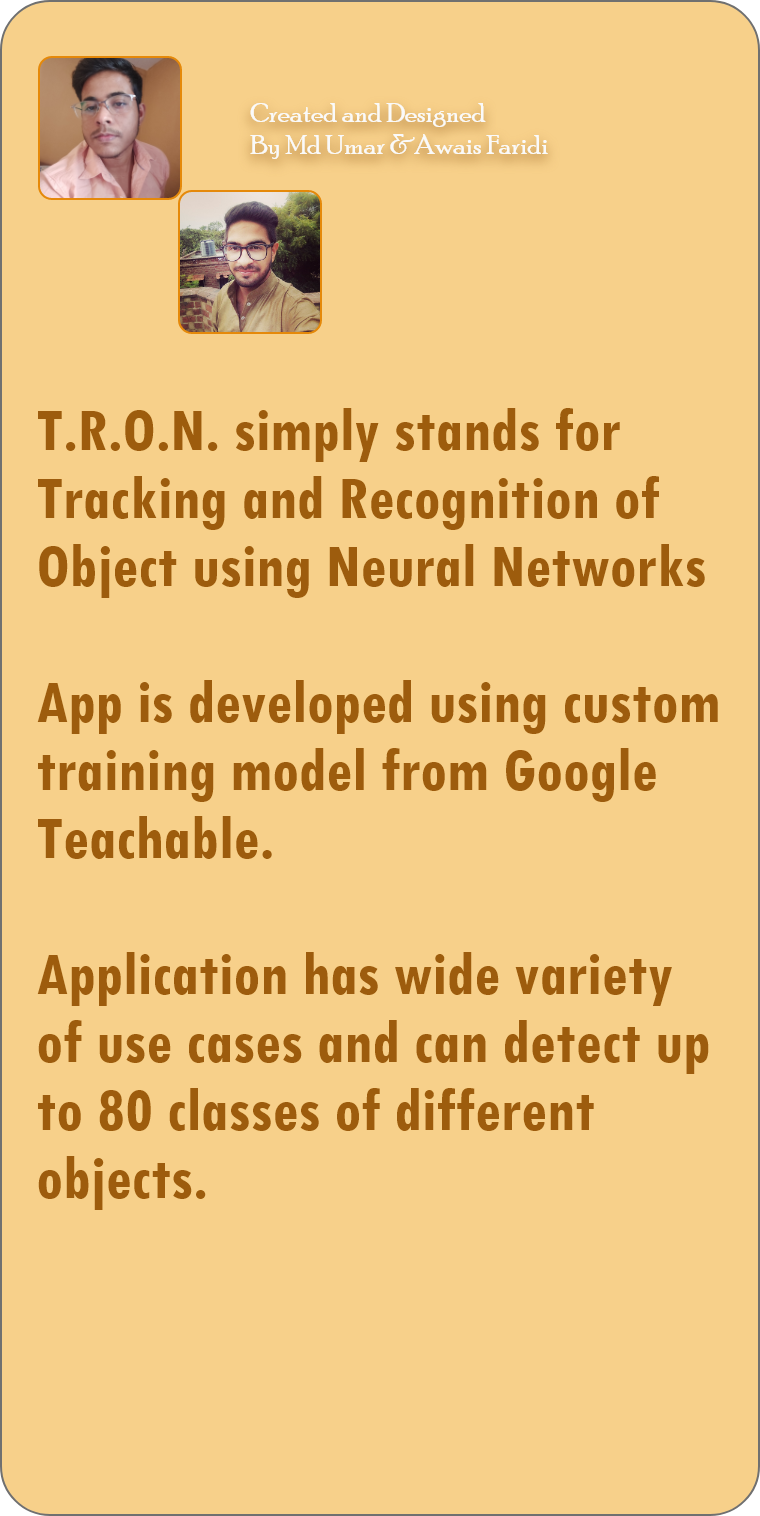 Created and Designed
By Md Umar & Awais Faridi
T.R.O.N. simply stands for
Tracking and Recognition of
Object using Neural Networks
App is developed using custom
training model from Google
Teachable.
Application has wide variety
of use cases and can detect up
to 80 classes of different
objects.